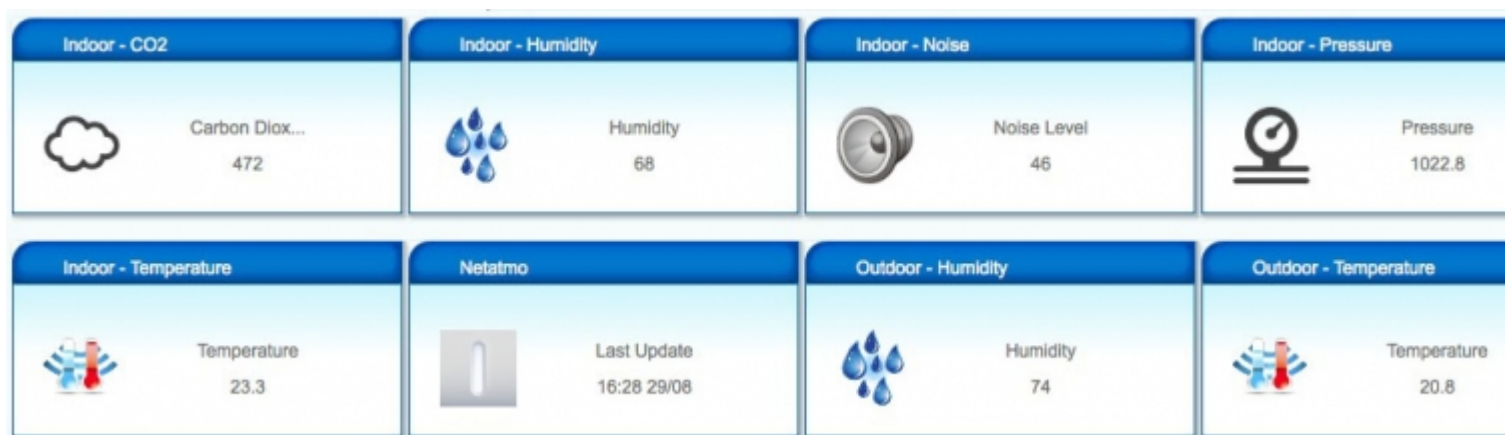 Indoor - CO2
Carbon Diox...
472
Indoor - Humidity
Humidity
68
Indoor - Noise
Noise Level
46
Indoor - Pressure
Pressure
1022.8
Indoor - Temperature
Temperature
23.3
Netatmo
Last Update
16:28 29/08
Outdoor - Humidity
Humidity
74
Outdoor - Temperature
Temperature
20.8